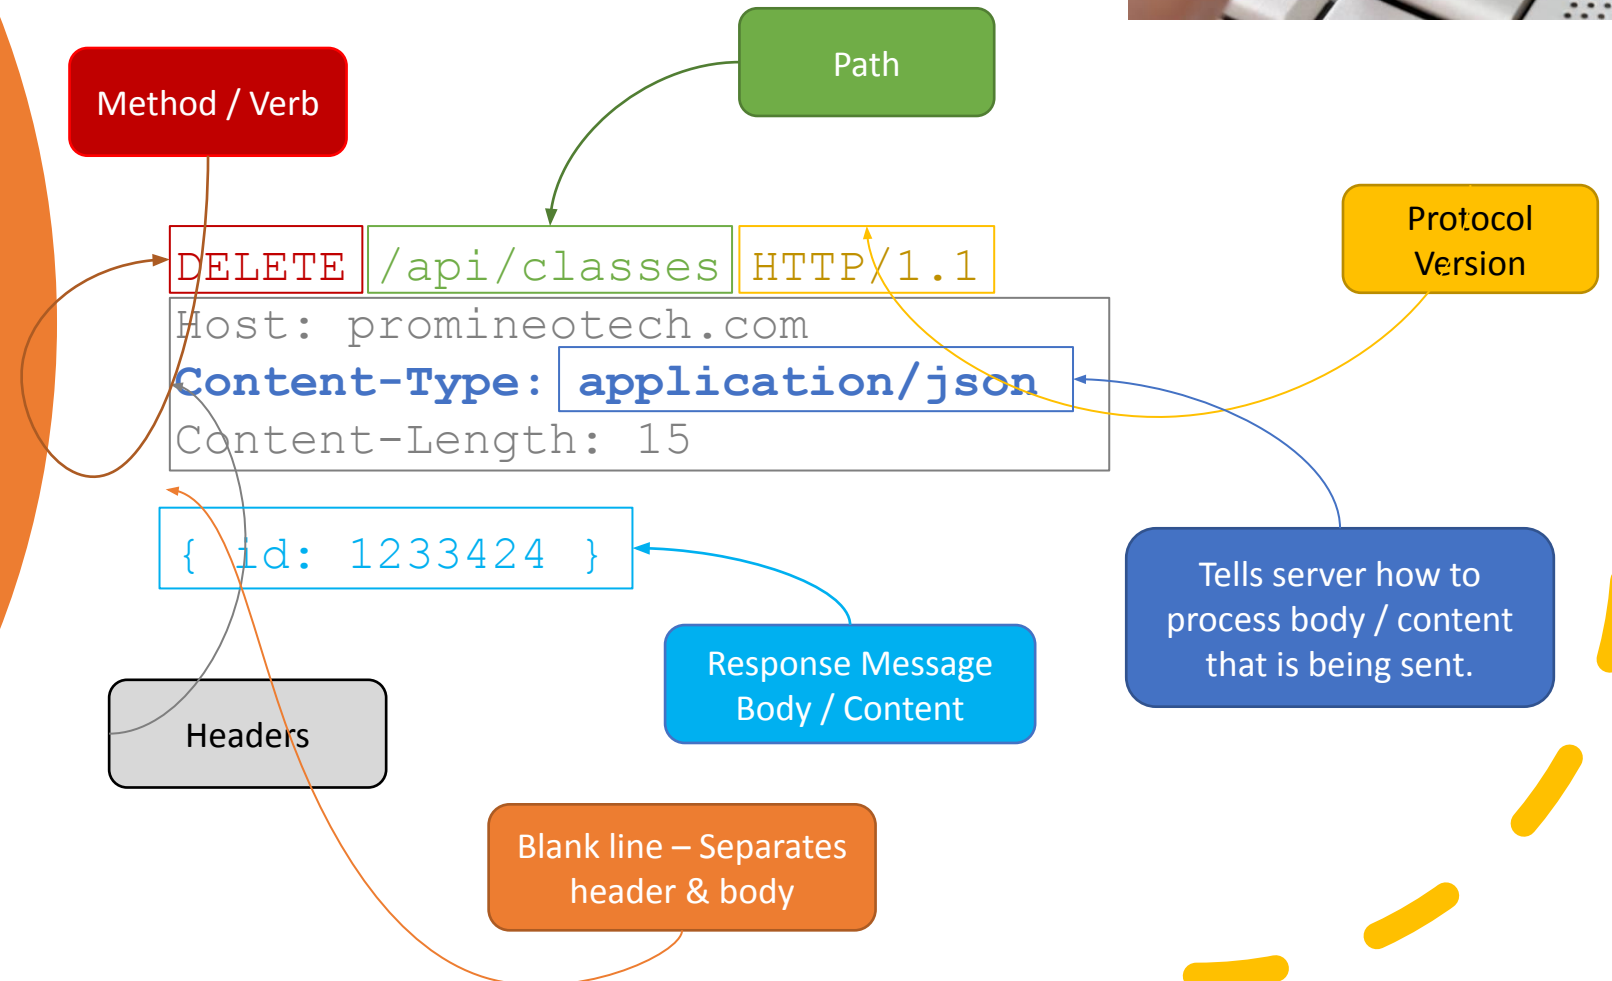 Path
Method / Verb
Protocol
Version
DELETE /api/classes HTTP/1.1
Host: promineotech.com
Content-Type: application/json
Content-Length: 15
{ id: 1233424 }
Tells server how to
process body / content
that is being sent.
Response Message
Body / Content
Headers
Blank line – Separates
header & body